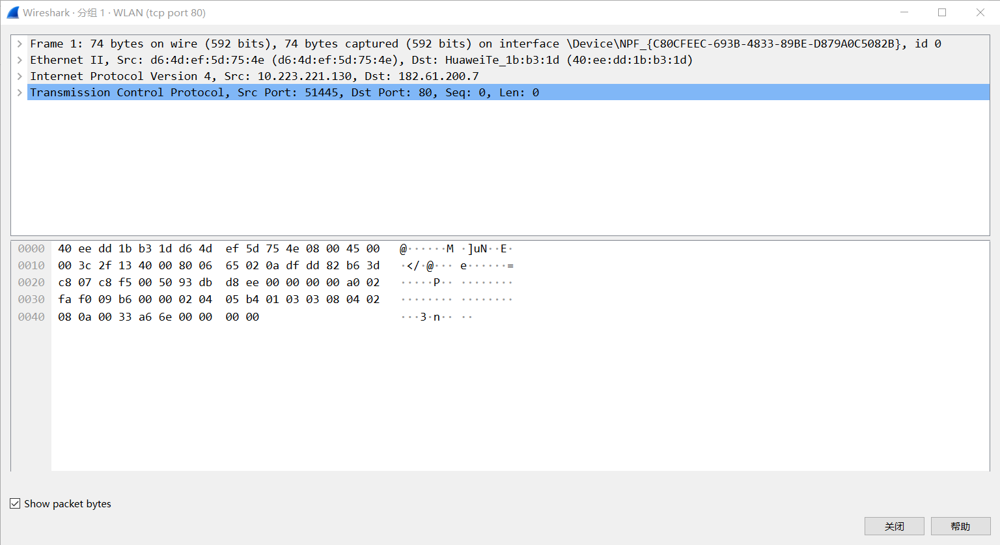 Wireshark · 分组 1 · WLAN (tcp port 80)
Frame 1: 74 bytes on wire (592 bits), 74 bytes captured (592 bits) on interface \Device\NPF_{C80CFEEC-693B-4833-89BE-D879A0C5082B}, id 0
Ethernet II, Src: d6:4d:ef:5d:75:4e (d6:4d:ef:5d:75:4e), Dst: HuaweiTe_1b:b3:1d (40:ee:dd:1b:b3:1d)
Internet Protocol Version 4, Src: 10.223.221.130, Dst: 182.61.200.7
Transmission Control Protocol, Src Port: 51445, Dst Port: 80, Seq: 0, Len: 0
0000 40 ee dd 1b b3 1d d6 4d ef 5d 75 4e 08 00 45 00 @······M ·]uN··E·
0010 00 3c 2f 13 40 00 80 06 65 02 0a df dd 82 b6 3d ·</·@··· e······=
0020 c8 07 c8 f5 00 50 93 db d8 ee 00 00 00 00 a0 02 ·····P·· ········
0030 fa f0 09 b6 00 00 02 04 05 b4 01 03 03 08 04 02 ········ ········
0040 08 0a 00 33 a6 6e 00 00 00 00 ···3·n·· ··
Show packet bytes
关闭 帮助